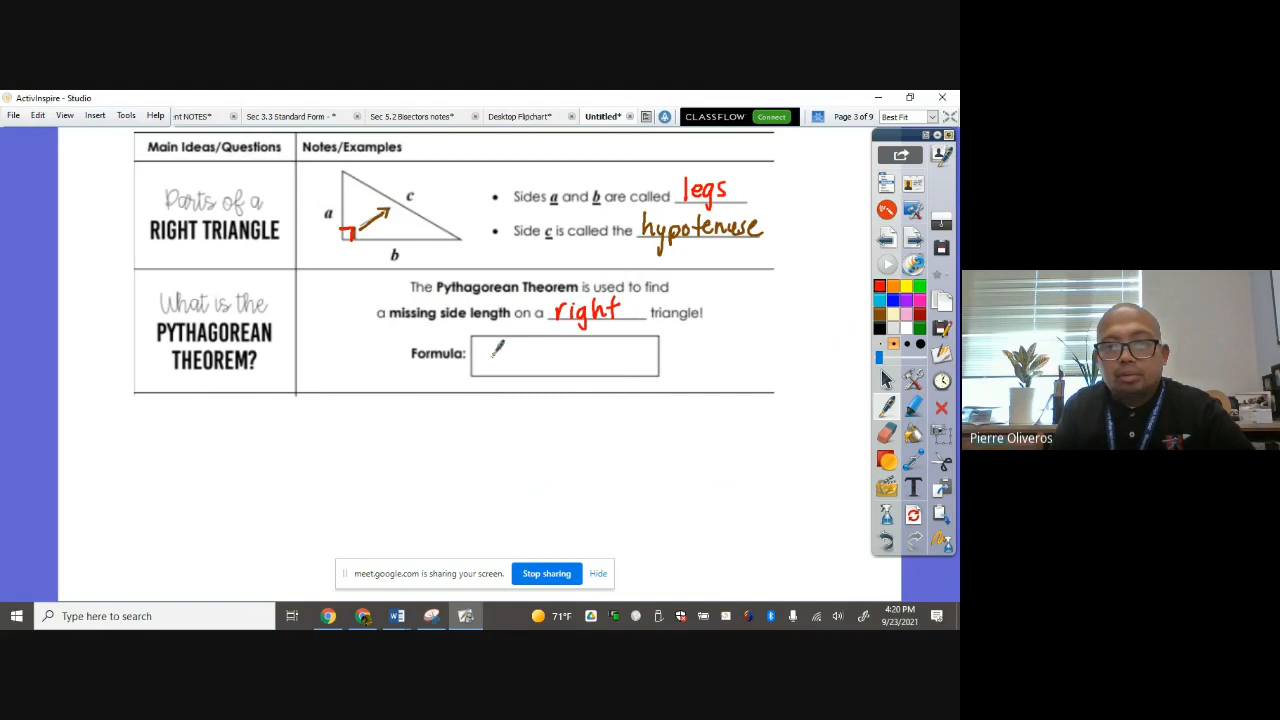 ActivInspire - Studio
File Edit View Insert Tools Help
nt NOTES* Sec 3.3 Standard Form - * Sec 5.2 Bisectors notes* Desktop Flipchart* Untitled* CLASSFLOW Connect Page 3 of 9 Best Fit
Main Ideas/Questions Notes/Examples
Parts of a
RIGHT TRIANGLE
a
c
b
• Sides a and b are called legs
• Side c is called the hypotenuse
What is the
PYTHAGOREAN
THEOREM?
The Pythagorean Theorem is used to find
a missing side length on a right triangle!
Formula:
T
Pierre Oliveros
meet.google.com is sharing your screen. Stop sharing Hide
Type here to search
71°F
4:20 PM
9/23/2021